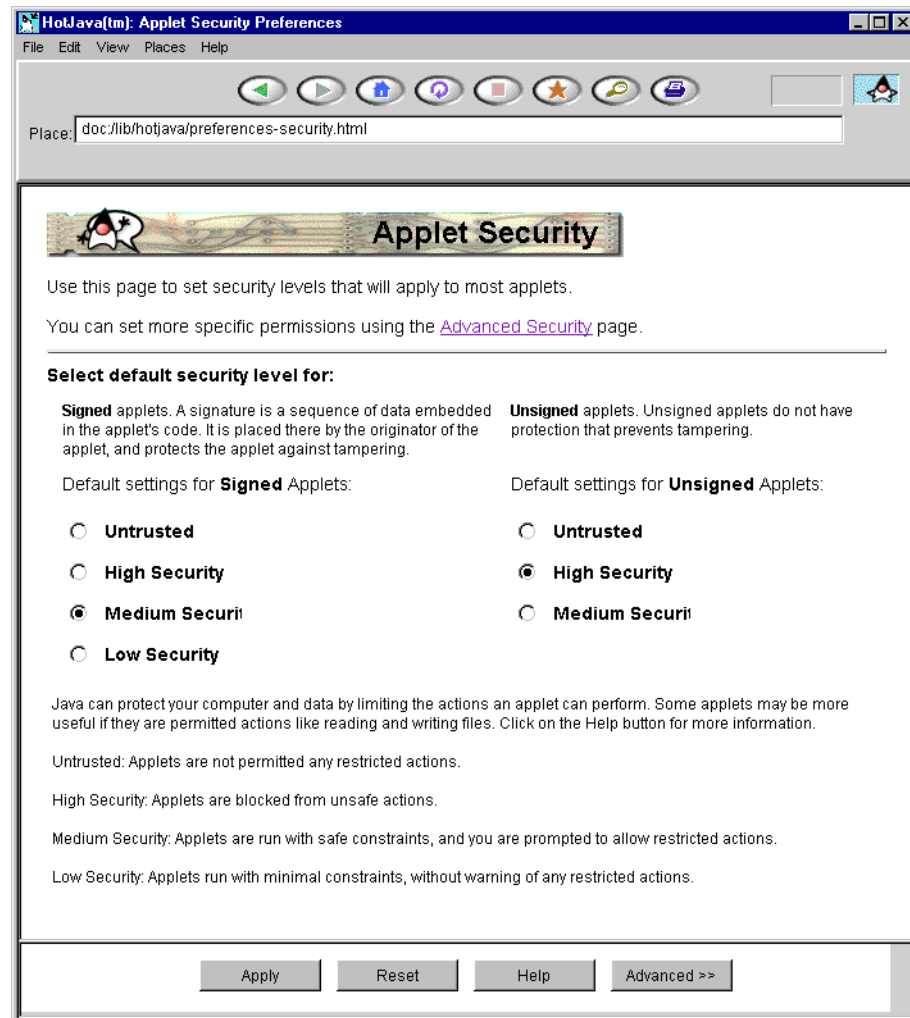 HotJava(tm): Applet Security Preferences
File Edit View Places Help
Place: doc:/lib/hotjava/preferences-security.html
Applet Security
Use this page to set security levels that will apply to most applets.
You can set more specific permissions using the Advanced Security page.
Select default security level for:
Signed applets. A signature is a sequence of data embedded
in the applet's code. It is placed there by the originator of the
applet, and protects the applet against tampering.
Unsigned applets. Unsigned applets do not have
protection that prevents tampering.
Default settings for Signed Applets:
Untrusted
High Security
Medium Securit
Low Security
Default settings for Unsigned Applets:
Untrusted
High Security
Medium Securit
Java can protect your computer and data by limiting the actions an applet can perform. Some applets may be more
useful if they are permitted actions like reading and writing files. Click on the Help button for more information.
Untrusted: Applets are not permitted any restricted actions.
High Security: Applets are blocked from unsafe actions.
Medium Security: Applets are run with safe constraints, and you are prompted to allow restricted actions.
Low Security: Applets run with minimal constraints, without warning of any restricted actions.
Apply Reset Help Advanced >>